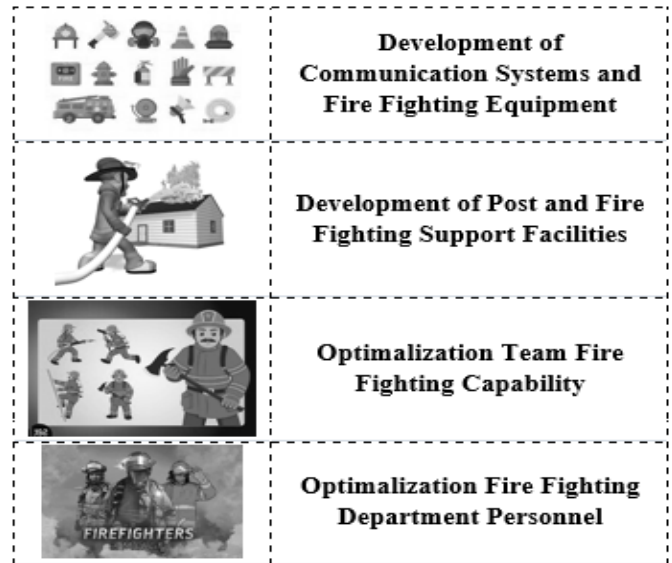 Development of
Communication Systems and
Fire Fighting Equipment
Development of Post and Fire
Fighting Support Facilities
Optimalization Team Fire
Fighting Capability
FIREFIGHTERS
Optimalization Fire Fighting
Department Personnel